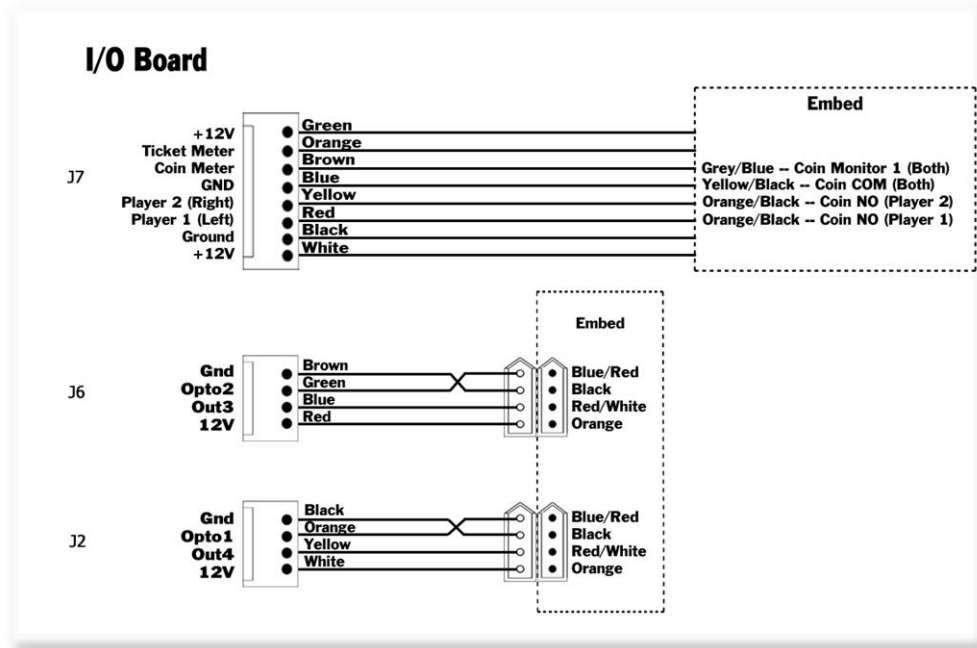 I/O Board
Embed
J7
+12V Green
Ticket Meter Orange
Coin Meter Brown Grey/Blue -- Coin Monitor 1 (Both)
GND Blue Yellow/Black -- Coin COM (Both)
Player 2 (Right) Yellow Orange/Black -- Coin NO (Player 2)
Player 1 (Left) Red Orange/Black -- Coin NO (Player 1)
Ground Black
+12V White
Embed
J6
Gnd Brown Blue/Red
Opto2 Green Black
Out3 Blue Red/White
12V Red Orange
J2
Gnd Black Blue/Red
Opto1 Orange Black
Out4 Yellow Red/White
12V White Orange